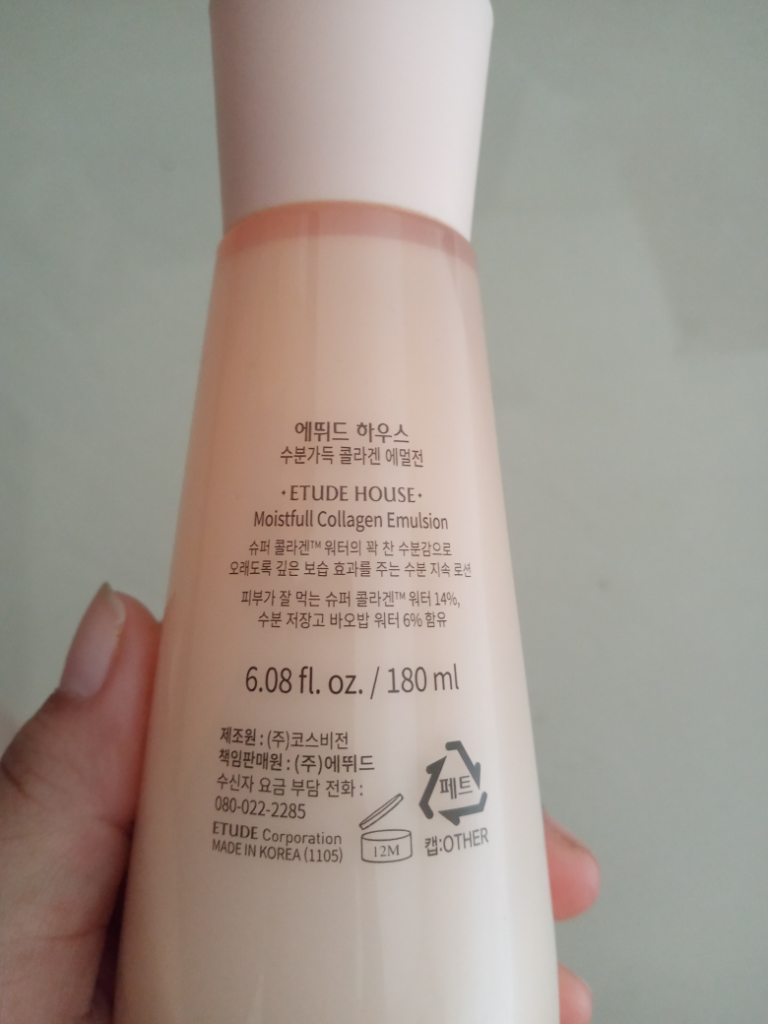 에뛰드 하우스
수분가득 콜라겐 에멀전
·ETUDE HOUSE·
Moistfull Collagen Emulsion
슈퍼 콜라겐™ 워터의 꽉 찬 수분감으로
오래도록 깊은 보습 효과를 주는 수분 지속 로션
피부가 잘 먹는 슈퍼 콜라겐™ 워터 14%,
수분 저장고 바오밥 워터 6% 함유
6.08 fl. oz. / 180 ml
제조원 : (주)코스비전
책임판매원 : (주)에뛰드
수신자 요금 부담 전화 :
080-022-2285
ETUDE Corporation
MADE IN KOREA (1105)
12M
페트
캡:OTHER